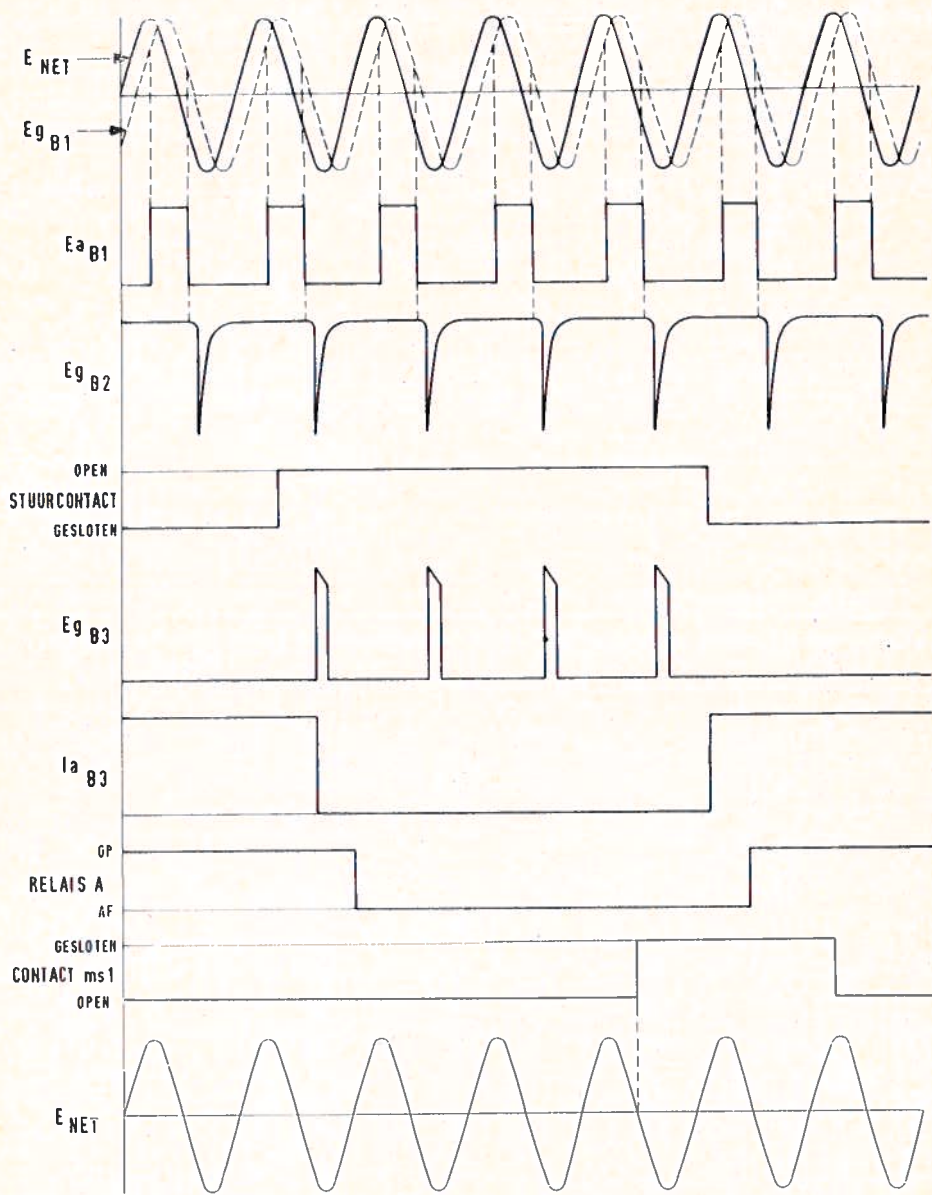 E NET
Eg B1
Ea B1
Eg B2
OPEN
STUURCONTACT
GESLOTEN
Eg B3
Ia B3
OP
RELAIS A
AF
GESLOTEN
CONTACT ms1
OPEN
E NET